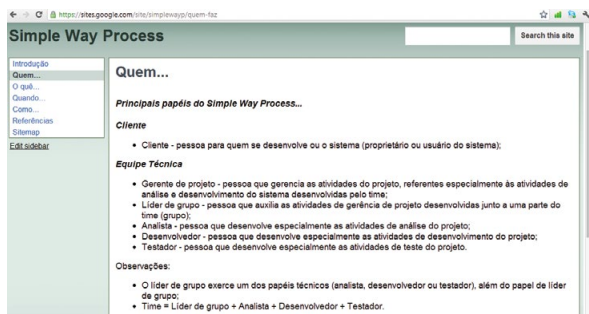 https://sites.google.com/site/simplewayp/quem-faz
Simple Way Process
Search this site
Introdução
Quem...
O quê...
Quando...
Como...
Referências
Sitemap
Edit sidebar
Quem...
Principais papéis do Simple Way Process...
Cliente
• Cliente - pessoa para quem se desenvolve ou o sistema (proprietário ou usuário do sistema);
Equipe Técnica
• Gerente de projeto - pessoa que gerencia as atividades do projeto, referentes especialmente às atividades de
análise e desenvolvimento do sistema desenvolvidas pelo time;
• Líder de grupo - pessoa que auxilia as atividades de gerência de projeto desenvolvidas junto a uma parte do
time (grupo);
• Analista - pessoa que desenvolve especialmente as atividades de análise do projeto;
• Desenvolvedor - pessoa que desenvolve especialmente as atividades de desenvolvimento do projeto;
• Testador - pessoa que desenvolve especialmente as atividades de teste do projeto.
Observações:
• O líder de grupo exerce um dos papéis técnicos (analista, desenvolvedor ou testador), além do papel de líder
de grupo;
• Time = Líder de grupo + Analista + Desenvolvedor + Testador.